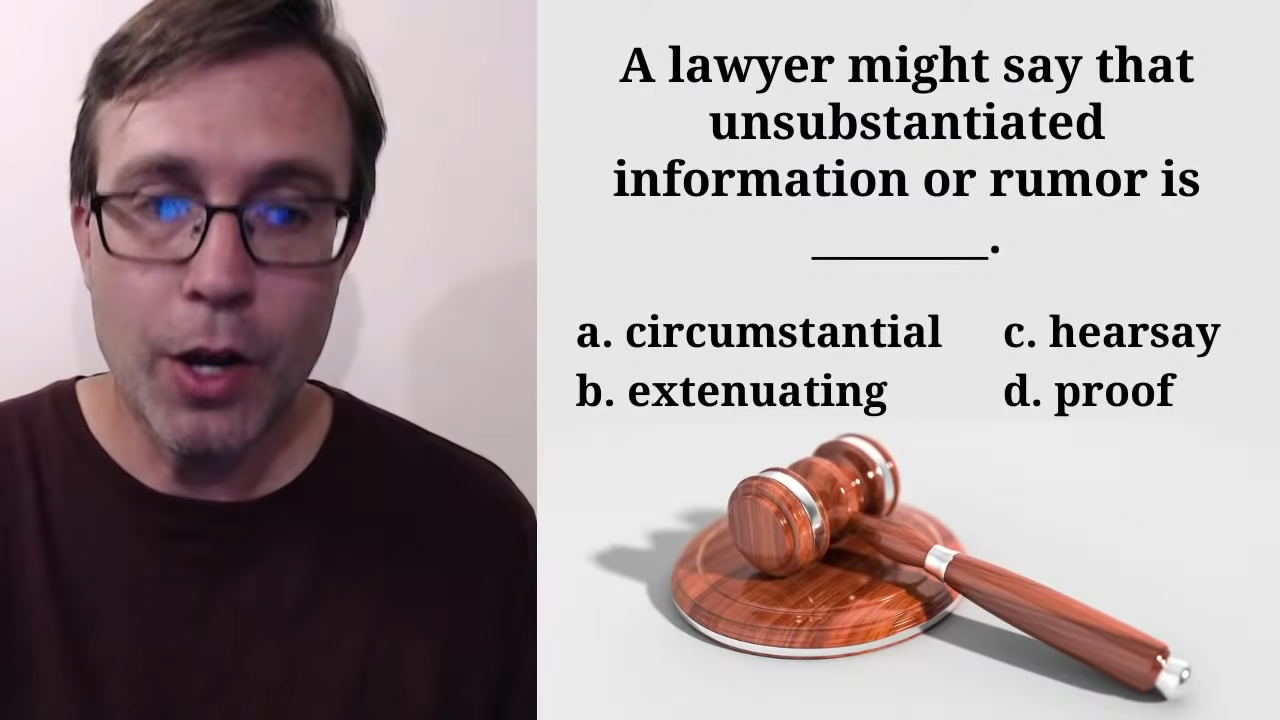 A lawyer might say that
unsubstantiated
information or rumor is
________.
a. circumstantial
b. extenuating
c. hearsay
d. proof